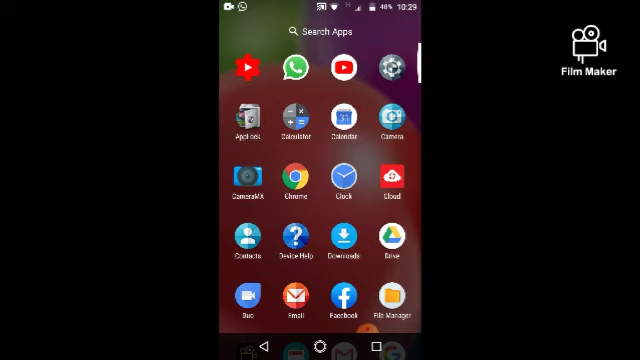 48% 10:29
Search Apps
Film Maker
31
AppLock Calculator Calendar Camera
CameraMX Chrome Clock Cloud
Contacts Device Help Downloads Drive
Duo Email Facebook File Manager